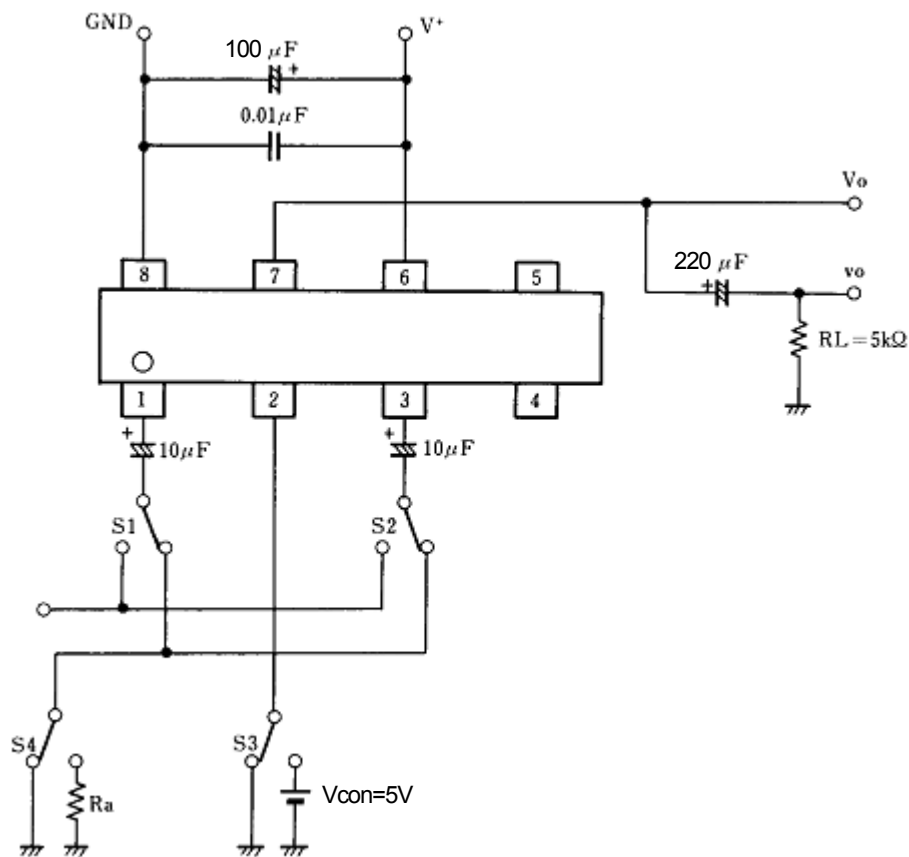 GND
V+
100 μF
+
0.01μF
Vo
8
7
6
5
220 μF
+
vo
RL=5kΩ
1
2
3
4
+
10μF
+
10μF
S1
S2
S4
S3
Ra
Vcon=5V